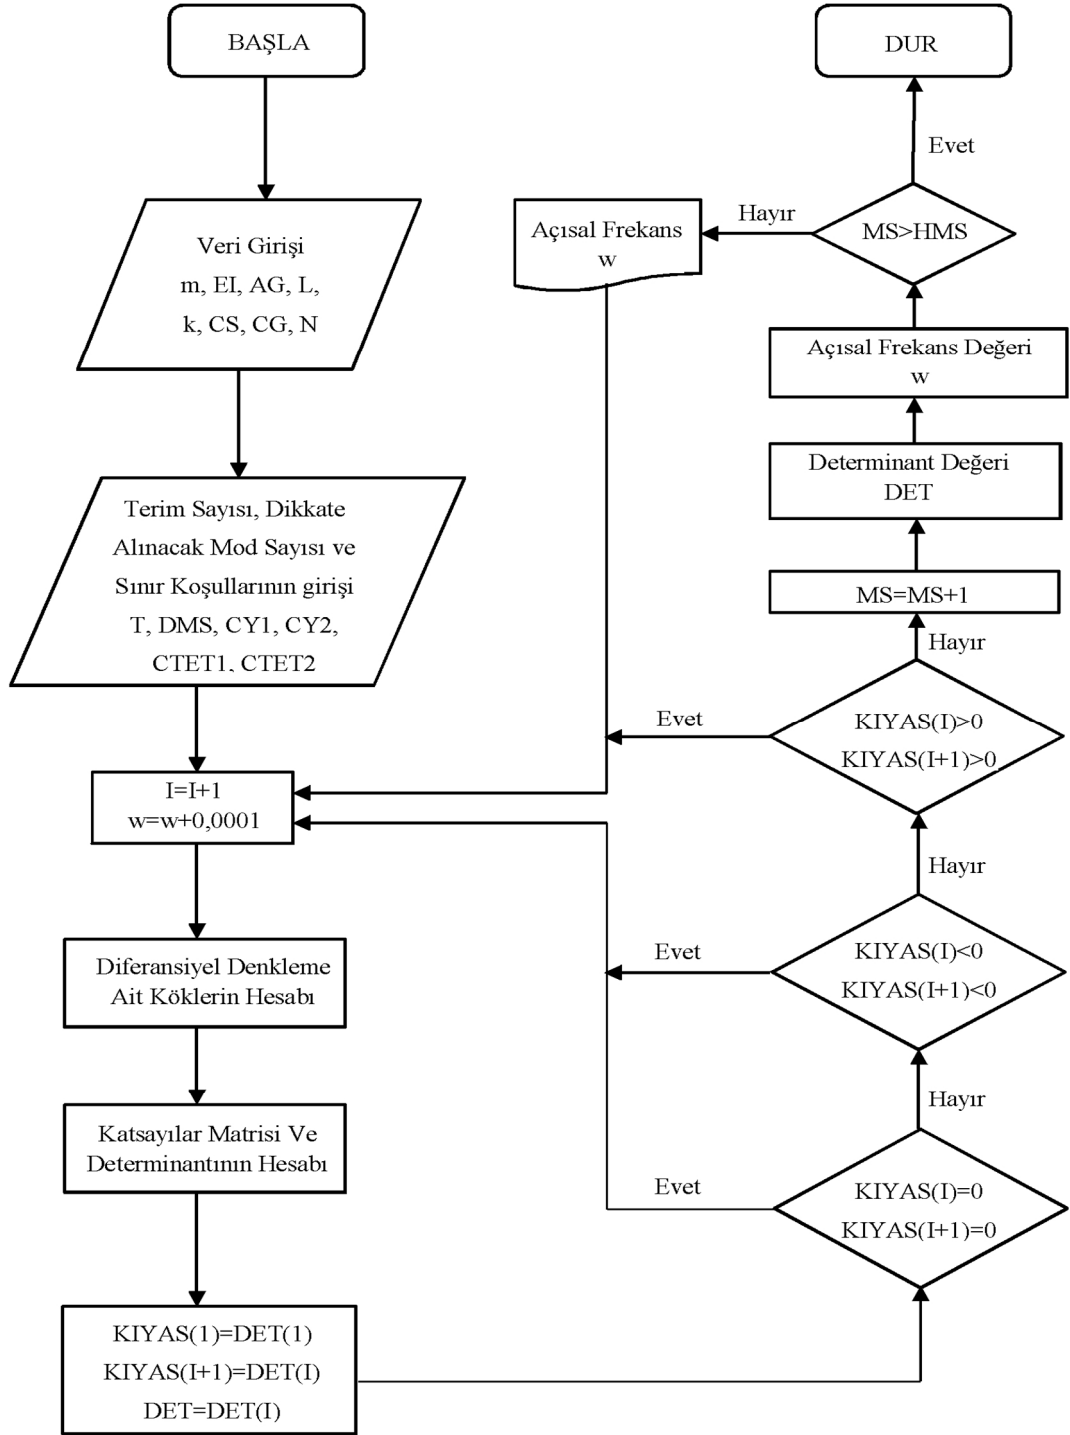 BAŞLA
Veri Girişi
m, EI, AG, L,
k, CS, CG, N
Terim Sayısı, Dikkate
Alınacak Mod Sayısı ve
Sınır Koşullarının girişi
T, DMS, CY1, CY2,
CTET1, CTET2
I=I+1
w=w+0,0001
Diferansiyel Denkleme
Ait Köklerin Hesabı
Katsayılar Matrisi Ve
Determinantının Hesabı
KIYAS(1)=DET(1)
KIYAS(I+1)=DET(I)
DET=DET(I)
KIYAS(I)=0
KIYAS(I+1)=0
Evet
Hayır
KIYAS(I)<0
KIYAS(I+1)<0
Evet
Hayır
KIYAS(I)>0
KIYAS(I+1)>0
Evet
Hayır
MS=MS+1
Determinant Değeri
DET
Açısal Frekans Değeri
w
MS>HMS
Hayır
Açısal Frekans
w
Evet
DUR